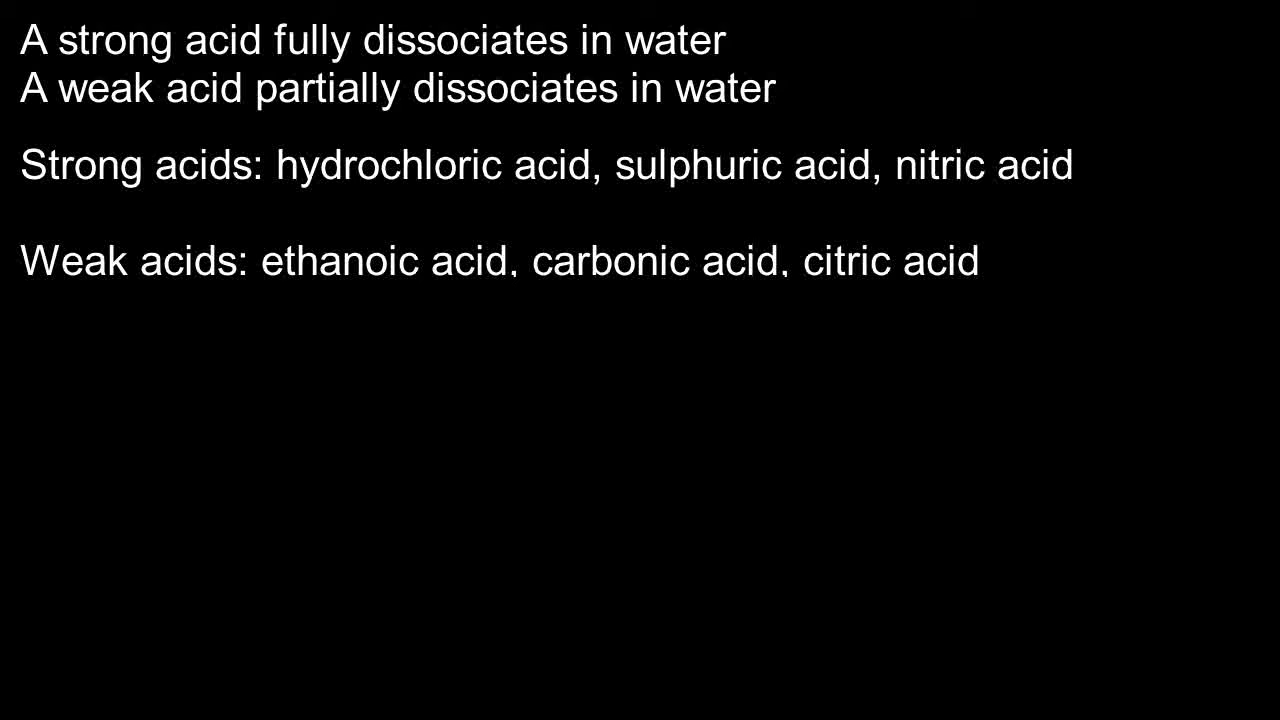 A strong acid fully dissociates in water
A weak acid partially dissociates in water
Strong acids: hydrochloric acid, sulphuric acid, nitric acid
Weak acids: ethanoic acid, carbonic acid, citric acid